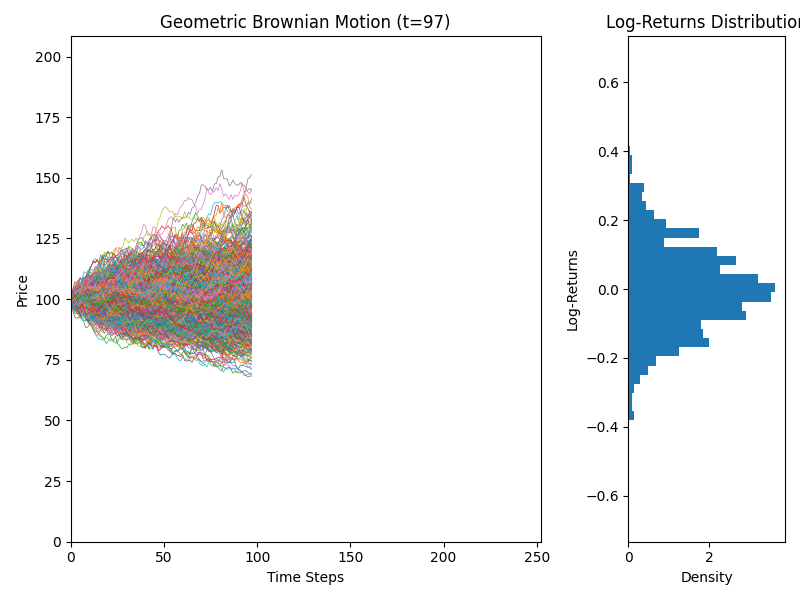 Geometric Brownian Motion (t=97)
200
175
150
125
100
75
50
25
0
Price
0 50 100 150 200 250
Time Steps
Log-Returns Distribution
0.6
0.4
0.2
0.0
−0.2
−0.4
−0.6
Log-Returns
0 2
Density